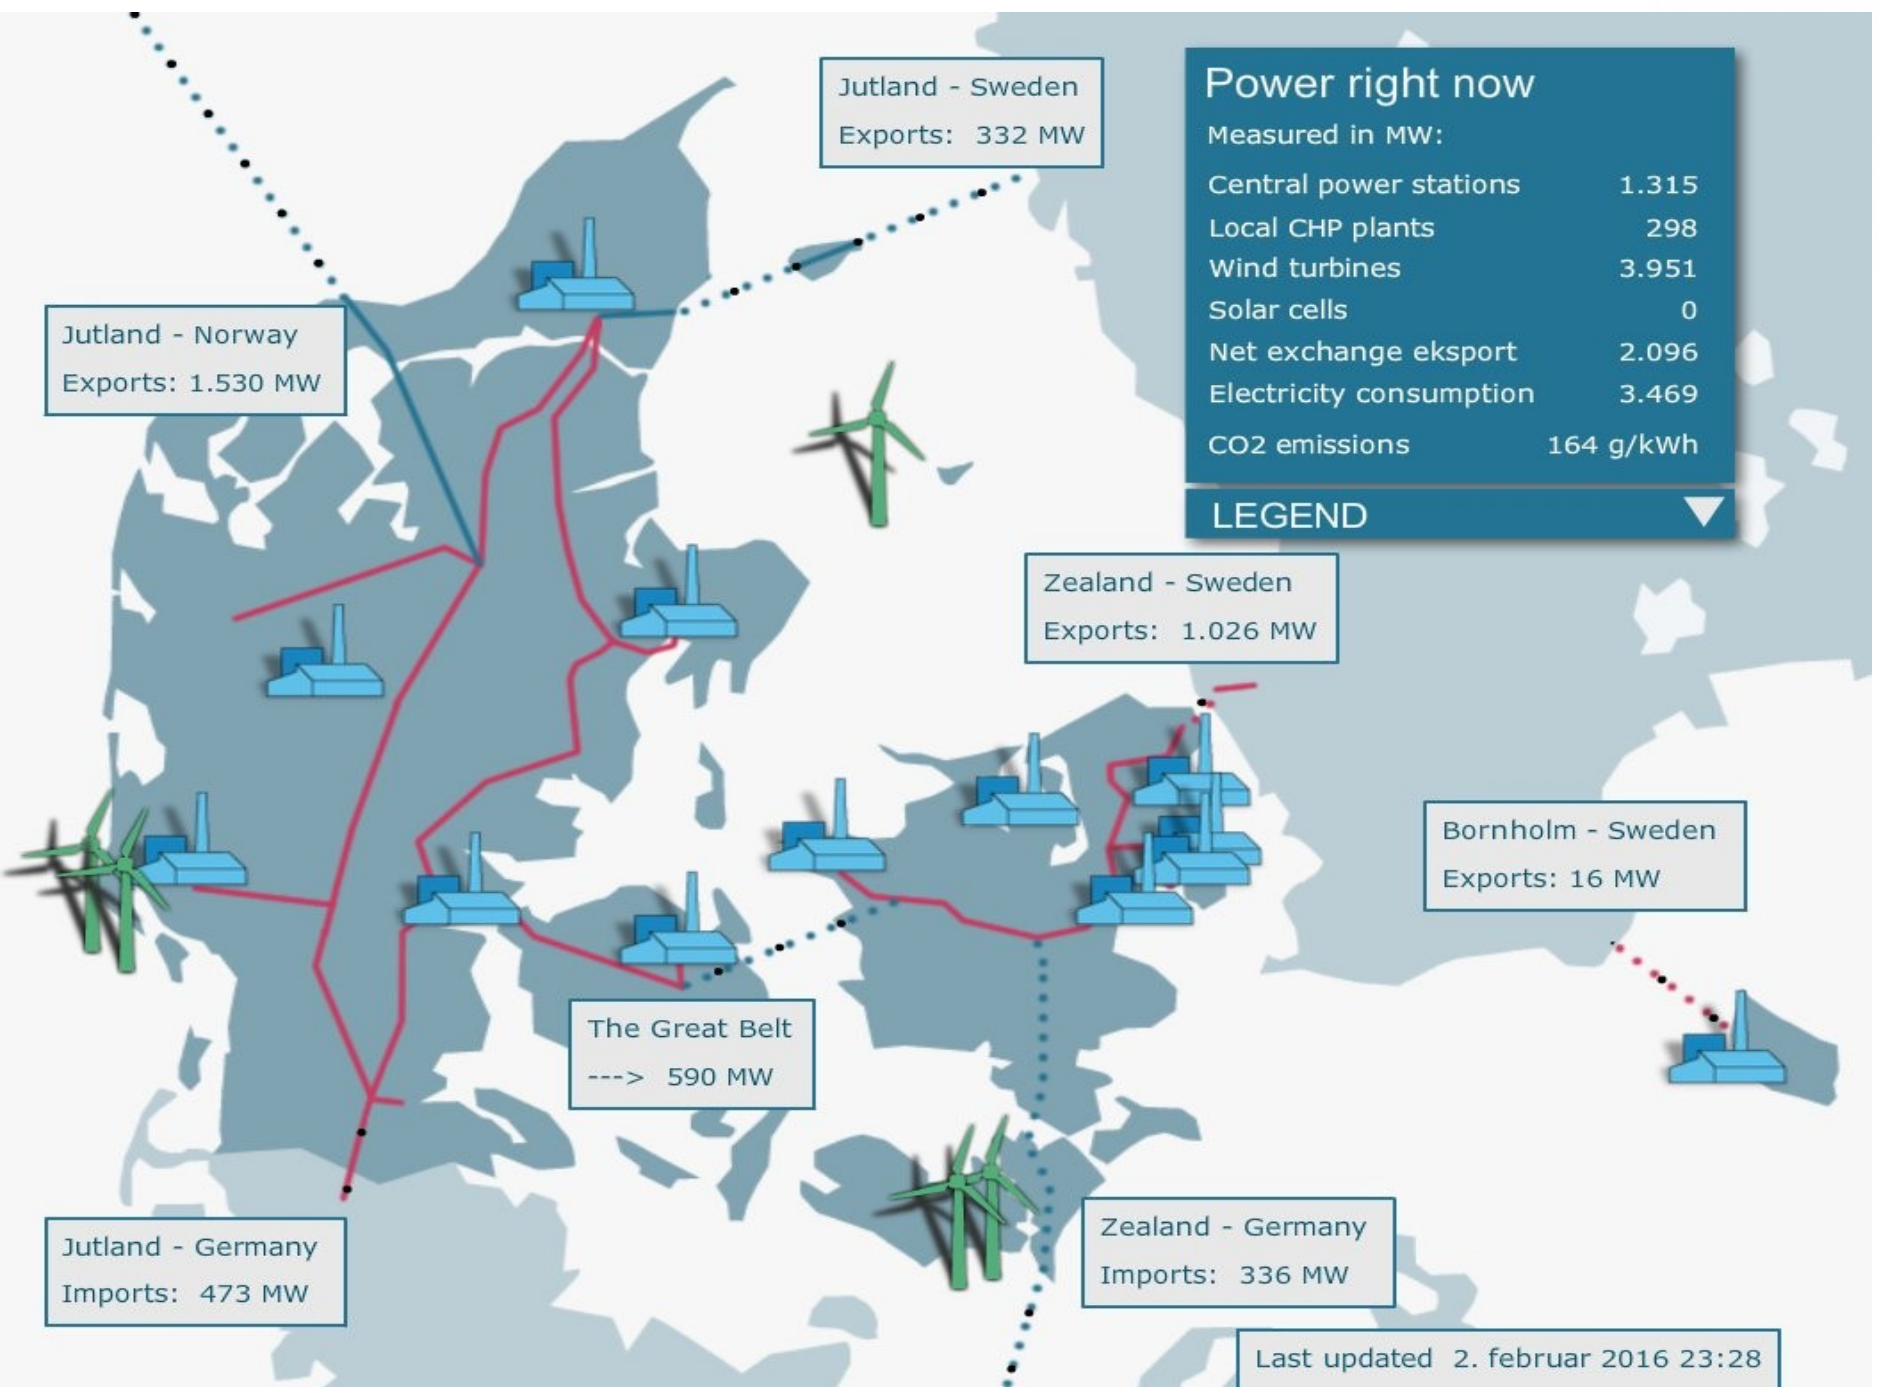 Jutland - Sweden
Exports: 332 MW
Power right now
Measured in MW:
Central power stations 1.315
Local CHP plants 298
Wind turbines 3.951
Solar cells 0
Net exchange eksport 2.096
Electricity consumption 3.469
CO2 emissions 164 g/kWh
LEGEND
Jutland - Norway
Exports: 1.530 MW
Zealand - Sweden
Exports: 1.026 MW
Bornholm - Sweden
Exports: 16 MW
The Great Belt
---> 590 MW
Jutland - Germany
Imports: 473 MW
Zealand - Germany
Imports: 336 MW
Last updated 2. februar 2016 23:28